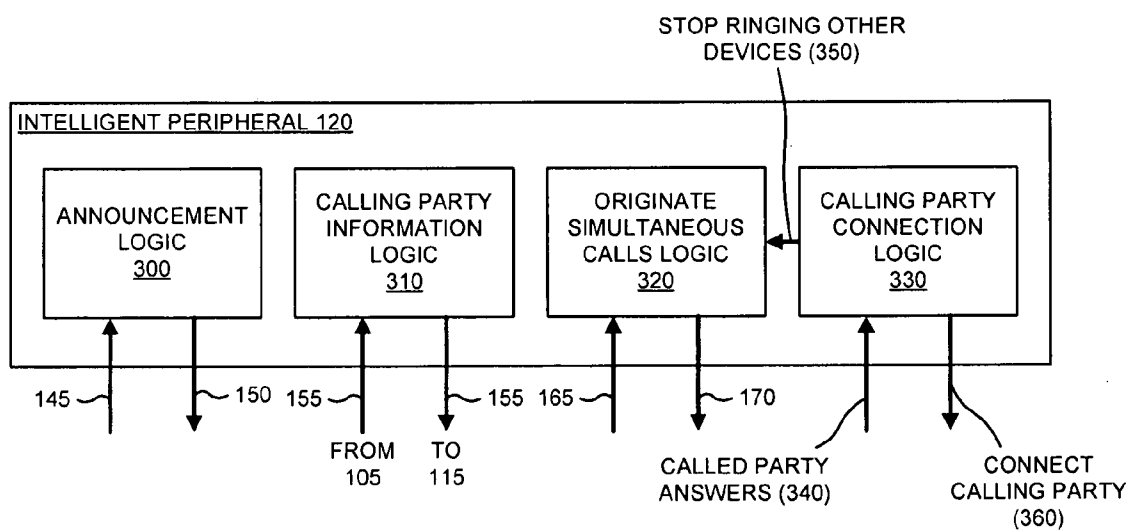 STOP RINGING OTHER
DEVICES (350)
INTELLIGENT PERIPHERAL 120
ANNOUNCEMENT
LOGIC
300
CALLING PARTY
INFORMATION
LOGIC
310
ORIGINATE
SIMULTANEOUS
CALLS LOGIC
320
CALLING PARTY
CONNECTION
LOGIC
330
145
150
155
155
165
170
FROM
105
TO
115
CALLED PARTY
ANSWERS (340)
CONNECT
CALLING PARTY
(360)